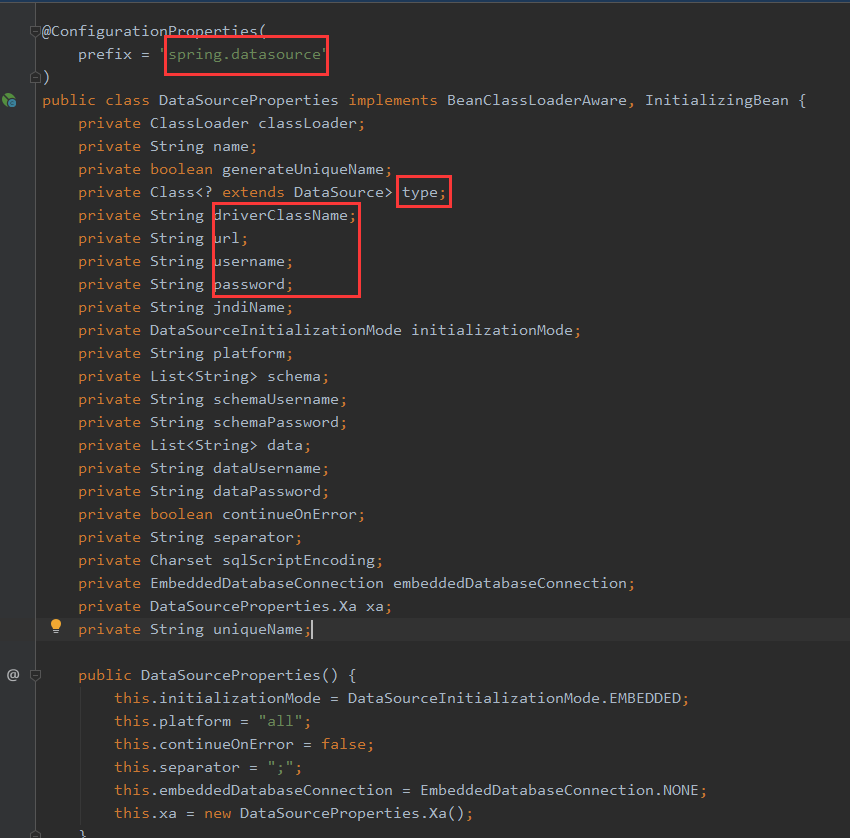 @ConfigurationProperties(
prefix = "spring.datasource"
)
public class DataSourceProperties implements BeanClassLoaderAware, InitializingBean {
private ClassLoader classLoader;
private String name;
private boolean generateUniqueName;
private Class<? extends DataSource> type;
private String driverClassName;
private String url;
private String username;
private String password;
private String jndiName;
private DataSourceInitializationMode initializationMode;
private String platform;
private List<String> schema;
private String schemaUsername;
private String schemaPassword;
private List<String> data;
private String dataUsername;
private String dataPassword;
private boolean continueOnError;
private String separator;
private Charset sqlScriptEncoding;
private EmbeddedDatabaseConnection embeddedDatabaseConnection;
private DataSourceProperties.Xa xa;
private String uniqueName;
@ public DataSourceProperties() {
this.initializationMode = DataSourceInitializationMode.EMBEDDED;
this.platform = "all";
this.continueOnError = false;
this.separator = ";";
this.embeddedDatabaseConnection = EmbeddedDatabaseConnection.NONE;
this.xa = new DataSourceProperties.Xa();
}